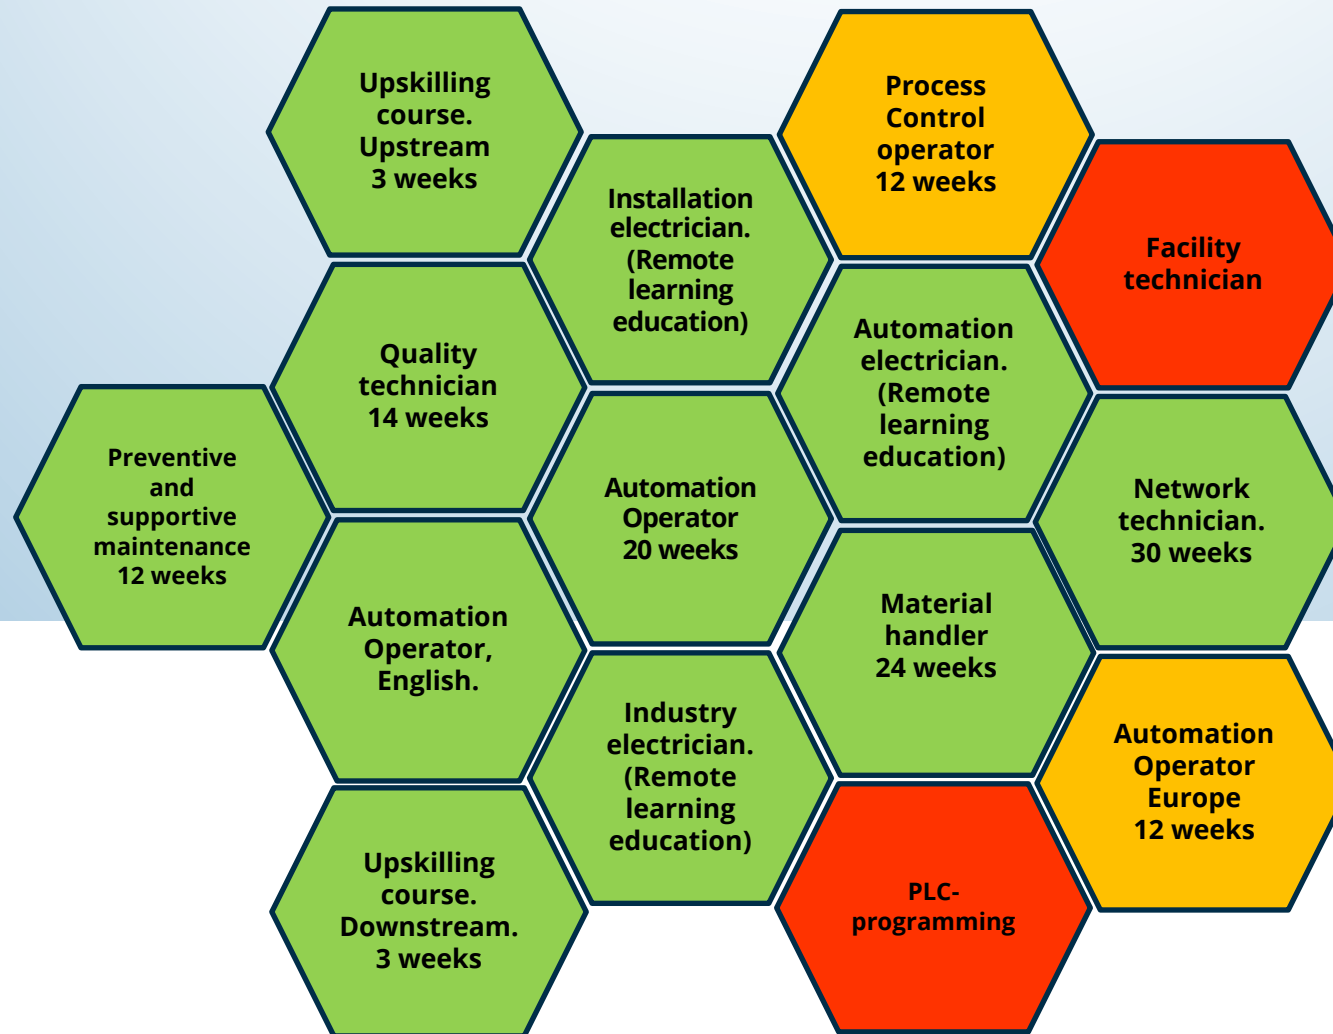 Upskilling
course.
Upstream
3 weeks
Process
Control
operator
12 weeks
Installation
electrician.
(Remote
learning
education)
Facility
technician
Quality
technician
14 weeks
Automation
electrician.
(Remote
learning
education)
Preventive
and
supportive
maintenance
12 weeks
Automation
Operator
20 weeks
Network
technician.
30 weeks
Automation
Operator,
English.
Material
handler
24 weeks
Industry
electrician.
(Remote
learning
education)
Automation
Operator
Europe
12 weeks
Upskilling
course.
Downstream.
3 weeks
PLC-
programming